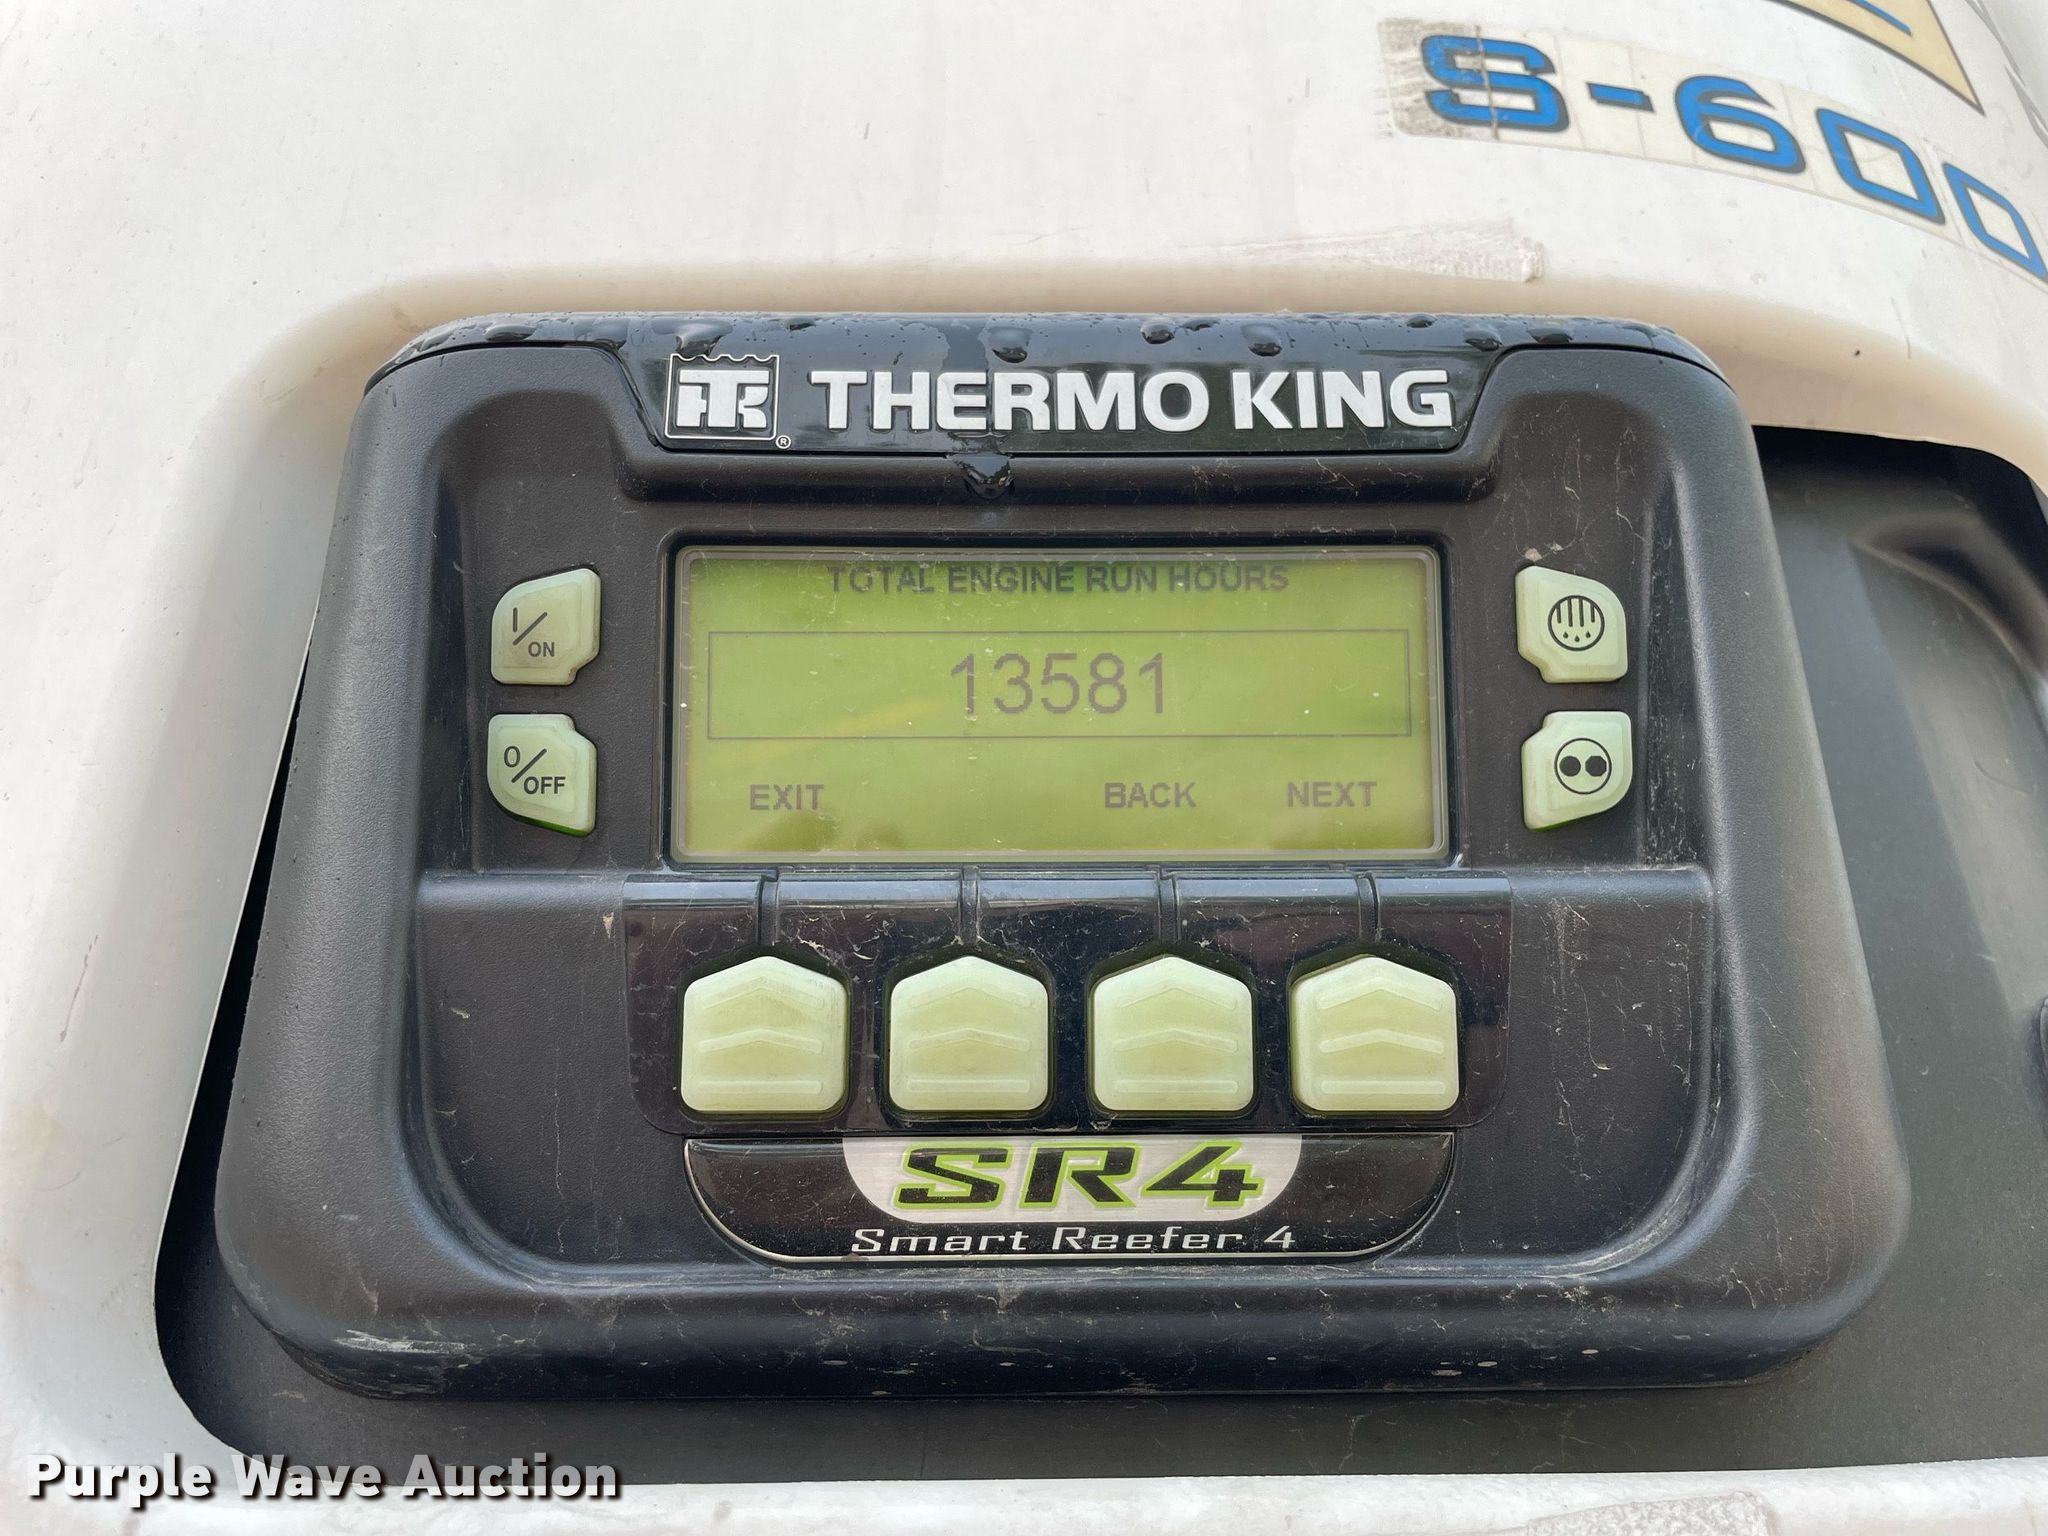 S-600
TK
®
THERMO KING
TOTAL ENGINE RUN HOURS
13581
EXIT BACK NEXT
I/ON
O/OFF
SR4
Smart Reefer 4
Purple Wave Auction